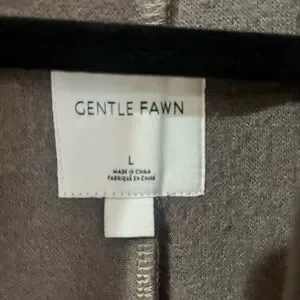 GENTLE FAWN
L
MADE IN CHINA
FABRIQUÉ EN CHINE